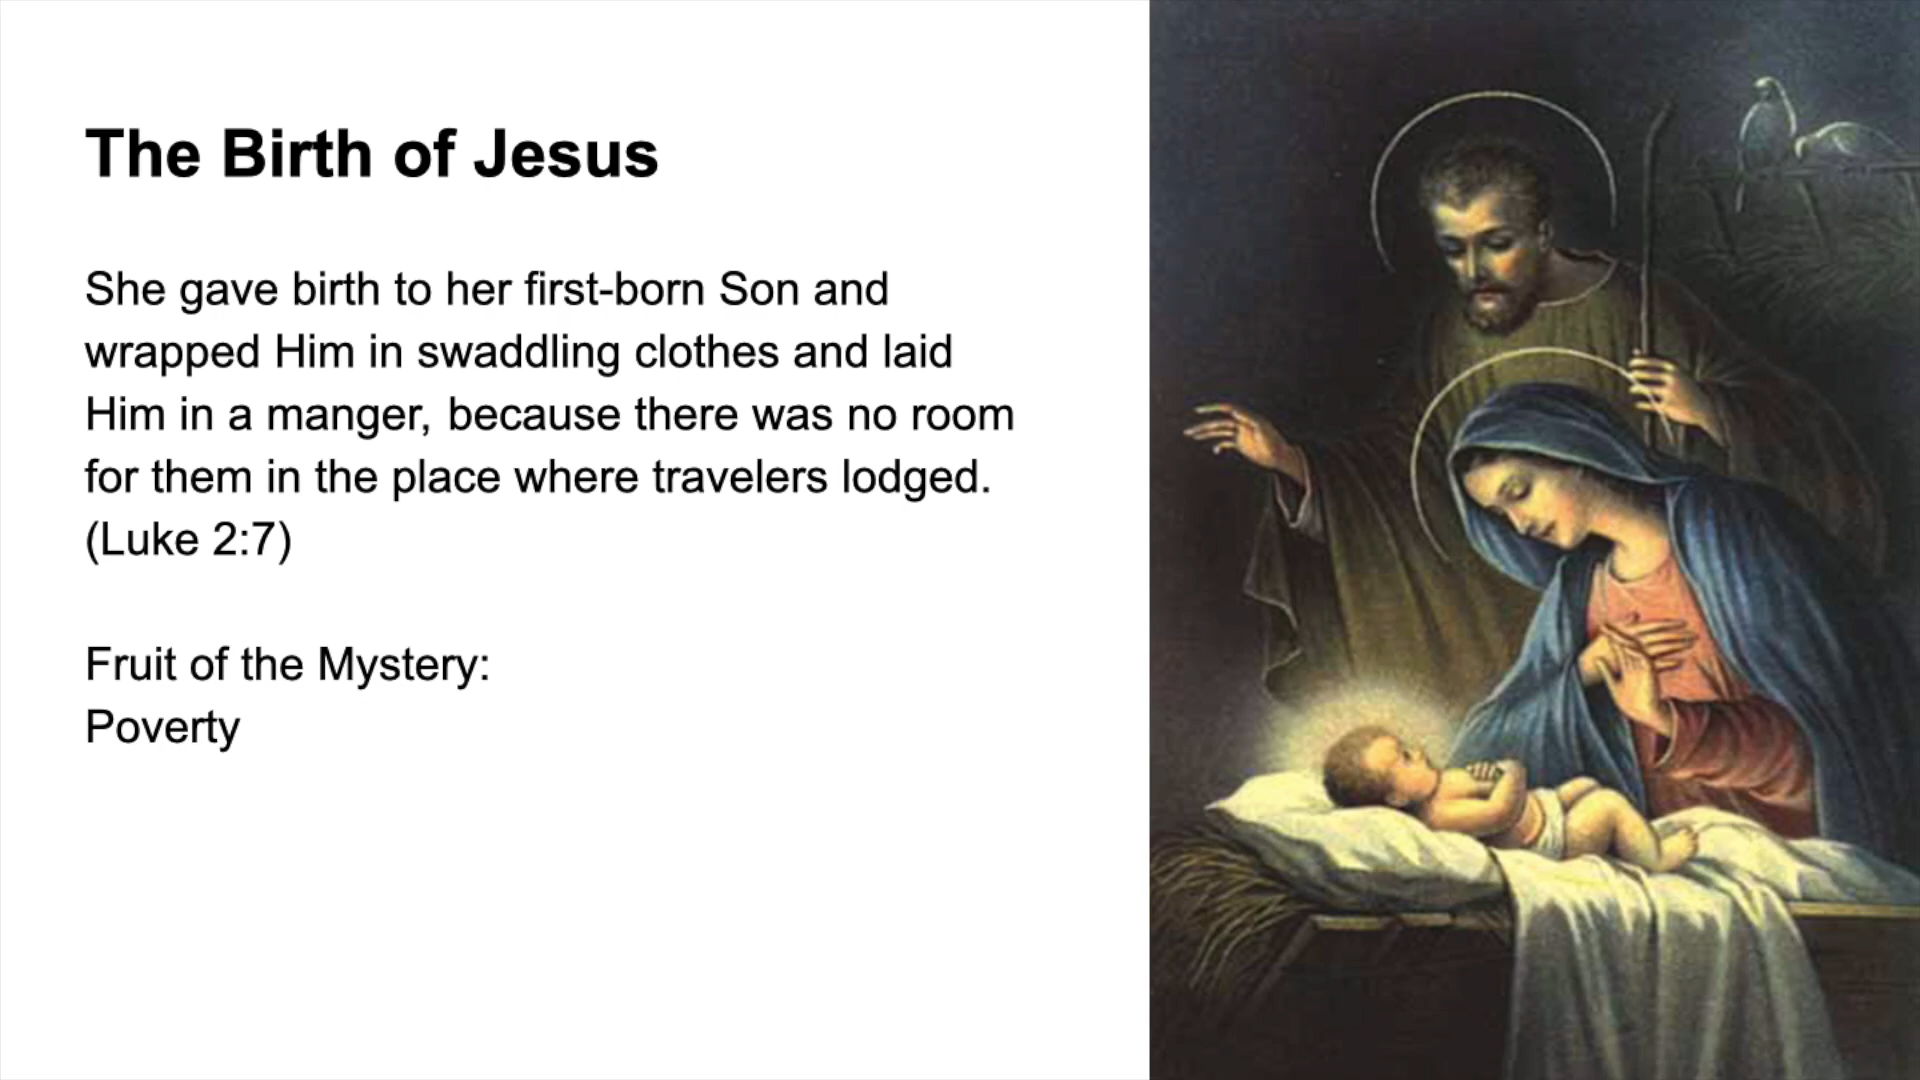 The Birth of Jesus
She gave birth to her first-born Son and
wrapped Him in swaddling clothes and laid
Him in a manger, because there was no room
for them in the place where travelers lodged.
(Luke 2:7)
Fruit of the Mystery:
Poverty